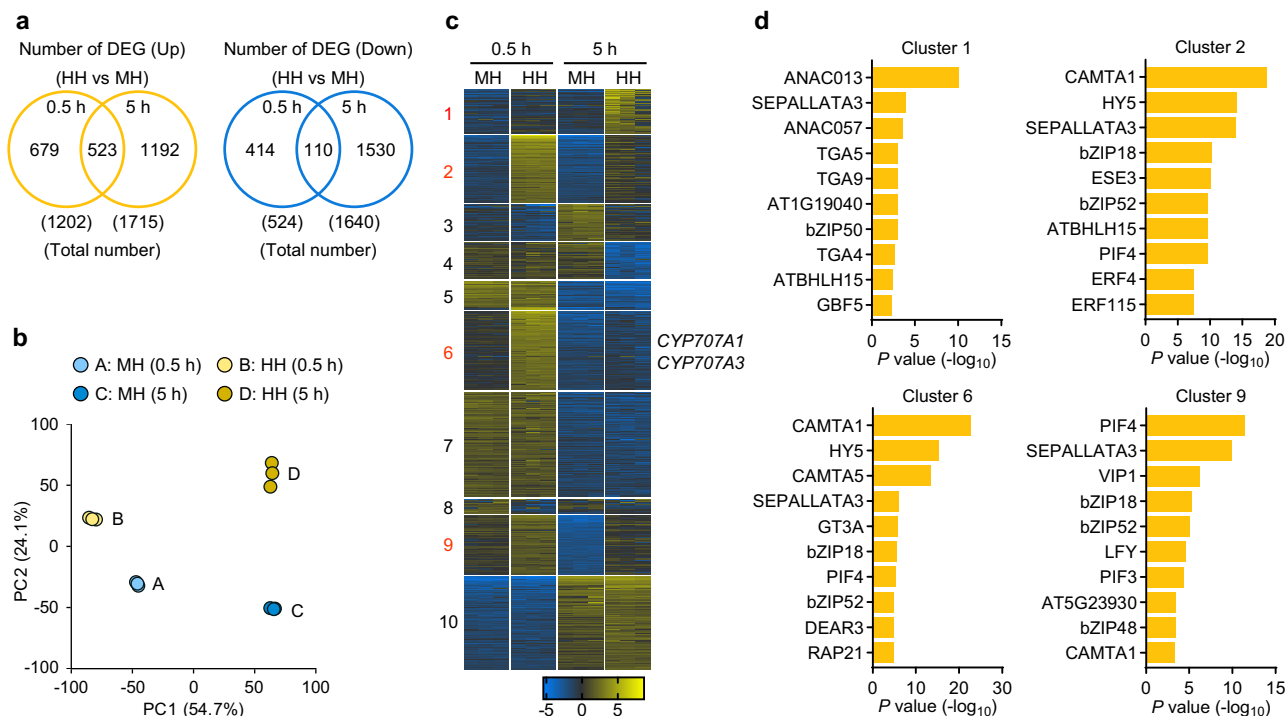 a
Number of DEG (Up)
(HH vs MH)
0.5 h 5 h
679 523 1192
(1202) (1715)
(Total number)
Number of DEG (Down)
(HH vs MH)
0.5 h 5 h
414 110 1530
(524) (1640)
(Total number)
b
A: MH (0.5 h) B: HH (0.5 h)
C: MH (5 h) D: HH (5 h)
PC2 (24.1%)
100
50
0
-50
-100
A
B
C
D
-100 -50 0 50 100
PC1 (54.7%)
c
0.5 h 5 h
MH HH MH HH
1
2
3
4
5
6
7
8
9
10
CYP707A1
CYP707A3
-5 0 5
d
Cluster 1
ANAC013
SEPALLATA3
ANAC057
TGA5
TGA9
AT1G19040
bZIP50
TGA4
ATBHLH15
GBF5
0 5 10 15
P value (-log10)
Cluster 2
CAMTA1
HY5
SEPALLATA3
bZIP18
ESE3
bZIP52
ATBHLH15
PIF4
ERF4
ERF115
0 5 10 15 20
P value (-log10)
Cluster 6
CAMTA1
HY5
CAMTA5
SEPALLATA3
GT3A
bZIP18
PIF4
bZIP52
DEAR3
RAP21
0 10 20 30
P value (-log10)
Cluster 9
PIF4
SEPALLATA3
VIP1
bZIP18
bZIP52
LFY
PIF3
AT5G23930
bZIP48
CAMTA1
0 5 10 15
P value (-log10)